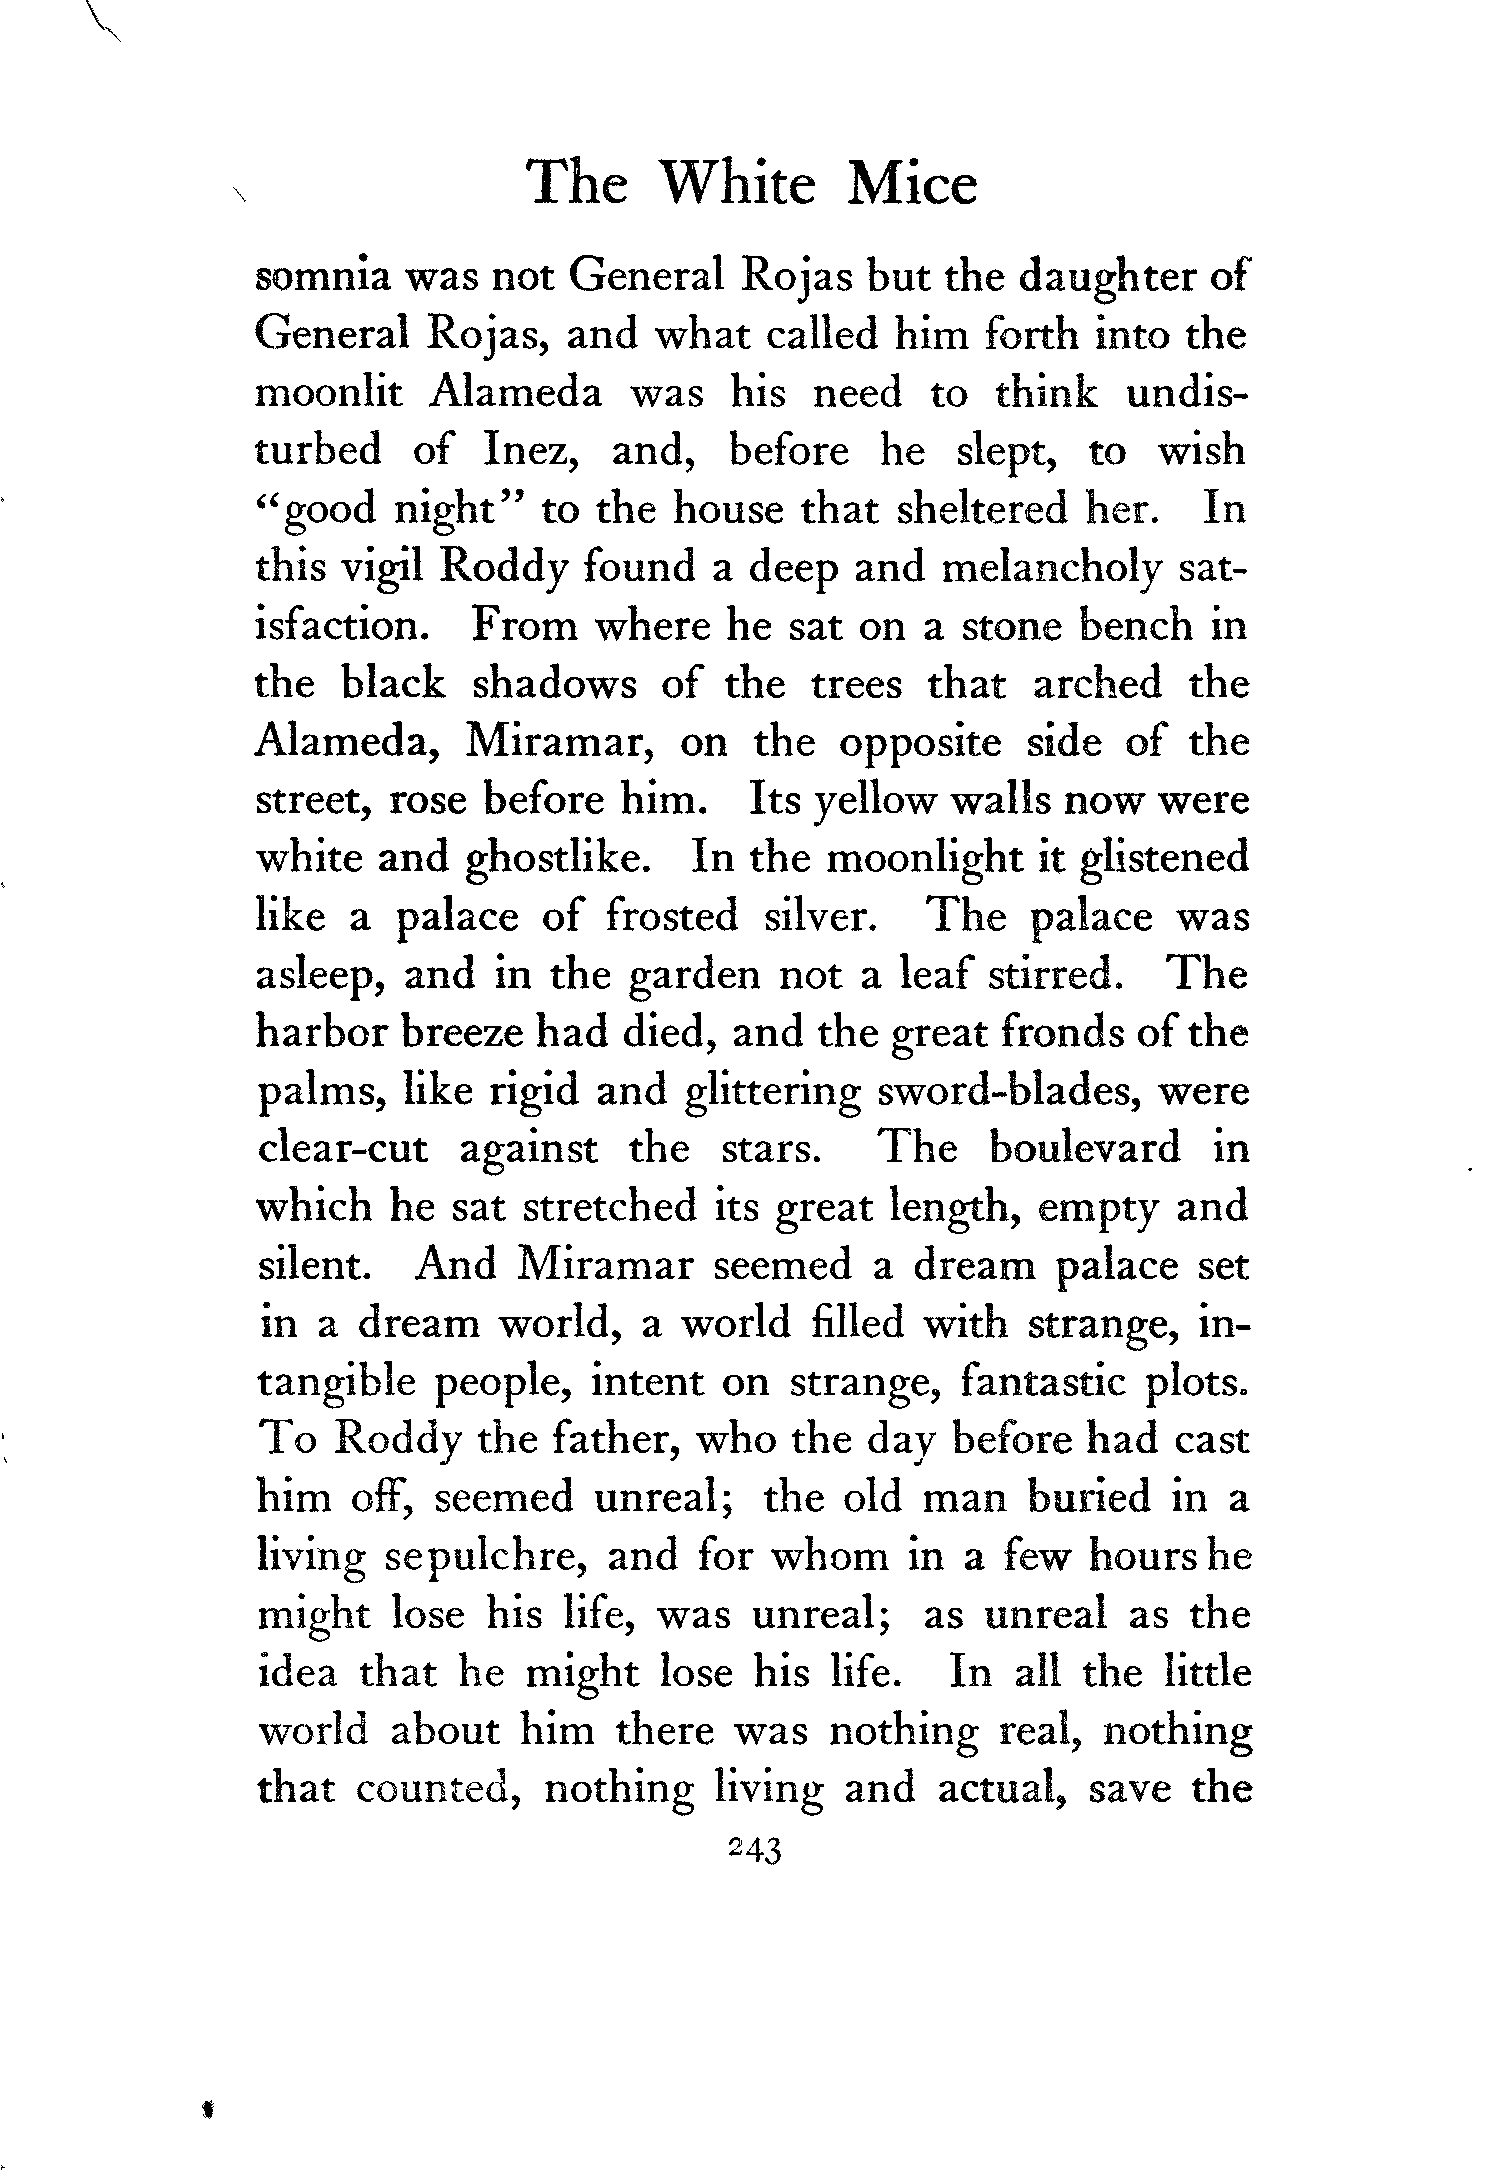 The White Mice
somnia was not General Rojas but the daughter of
General Rojas, and what called him forth into the
moonlit Alameda was his need to think undis-
turbed of Inez, and, before he slept, to wish
“good night” to the house that sheltered her. In
this vigil Roddy found a deep and melancholy sat-
isfaction. From where he sat on a stone bench in
the black shadows of the trees that arched the
Alameda, Miramar, on the opposite side of the
street, rose before him. Its yellow walls now were
white and ghostlike. In the moonlight it glistened
like a palace of frosted silver. The palace was
asleep, and in the garden not a leaf stirred. The
harbor breeze had died, and the great fronds of the
palms, like rigid and glittering sword-blades, were
clear-cut against the stars. The boulevard in
which he sat stretched its great length, empty and
silent. And Miramar seemed a dream palace set
in a dream world, a world filled with strange, in-
tangible people, intent on strange, fantastic plots.
To Roddy the father, who the day before had cast
him off, seemed unreal; the old man buried in a
living sepulchre, and for whom in a few hours he
might lose his life, was unreal; as unreal as the
idea that he might lose his life. In all the little
world about him there was nothing real, nothing
that counted, nothing living and actual, save the
243